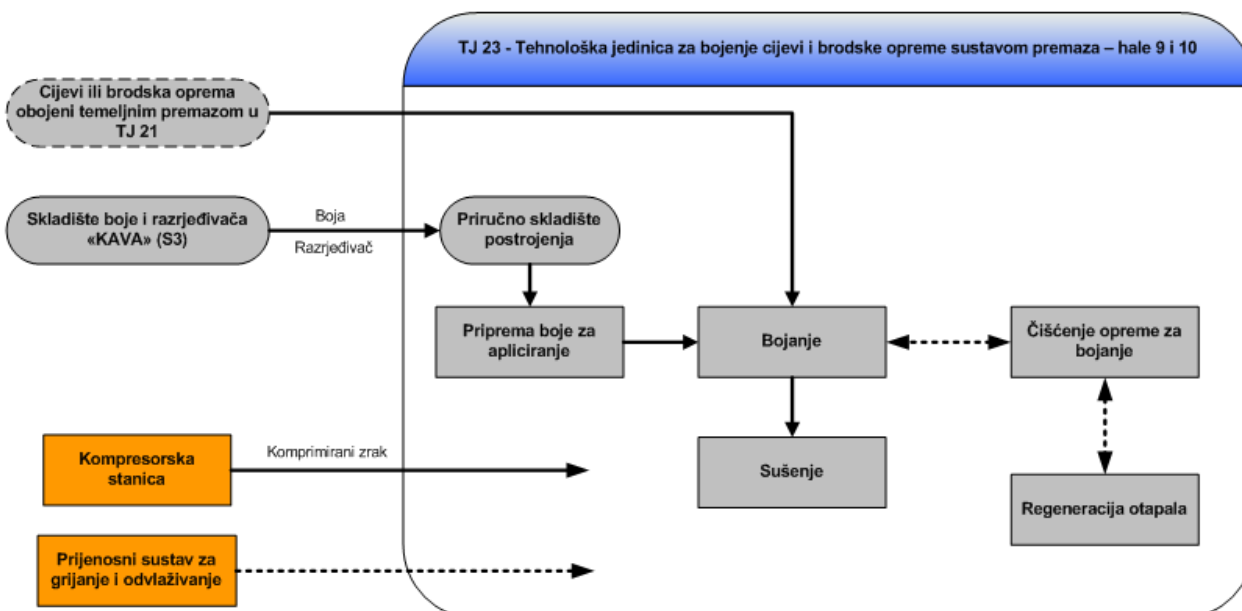 TJ 23 - Tehnološka jedinica za bojenje cijevi i brodske opreme sustavom premaza – hale 9 i 10
Cijevi ili brodska oprema
obojeni temeljnim premazom u
TJ 21
Skladište boje i razrjeđivača
«KAVA» (S3)
Boja
Razrjeđivač
Priručno skladište
postrojenja
Priprema boje za
apliciranje
Bojanje
Čišćenje opreme za
bojanje
Kompresorska
stanica
Komprimirani zrak
Sušenje
Regeneracija otapala
Prijenosni sustav za
grijanje i odvlaživanje